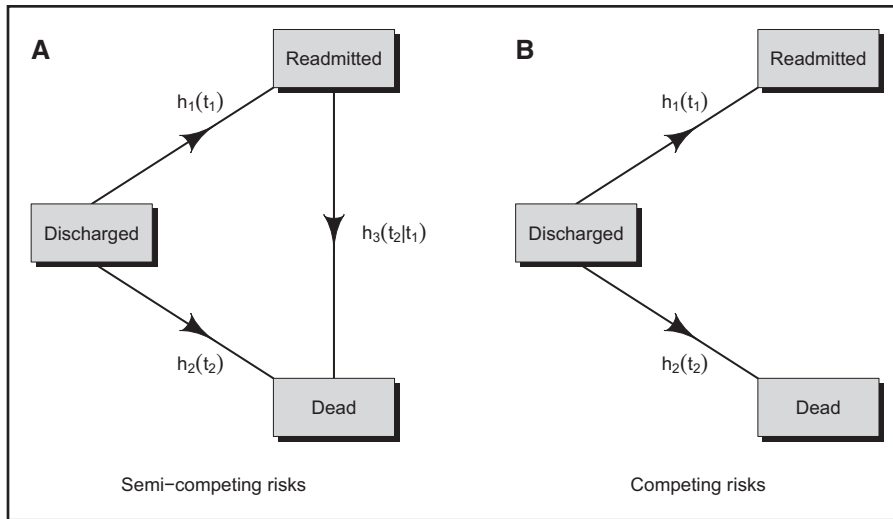 A
Readmitted
h₁(t₁)
Discharged
h₃(t₂|t₁)
h₂(t₂)
Dead
Semi−competing risks
B
Readmitted
h₁(t₁)
Discharged
h₂(t₂)
Dead
Competing risks